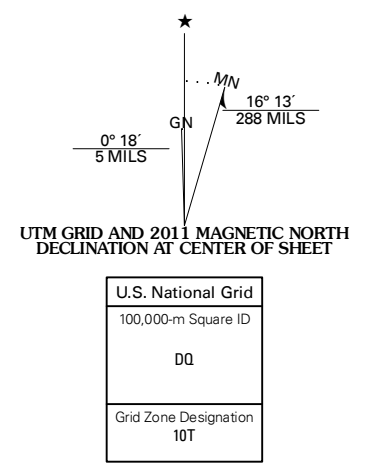 ★
MN
16° 13´
288 MILS
GN
0° 18´
5 MILS
UTM GRID AND 2011 MAGNETIC NORTH
DECLINATION AT CENTER OF SHEET
U.S. National Grid
100,000-m Square ID
DQ
Grid Zone Designation
10T